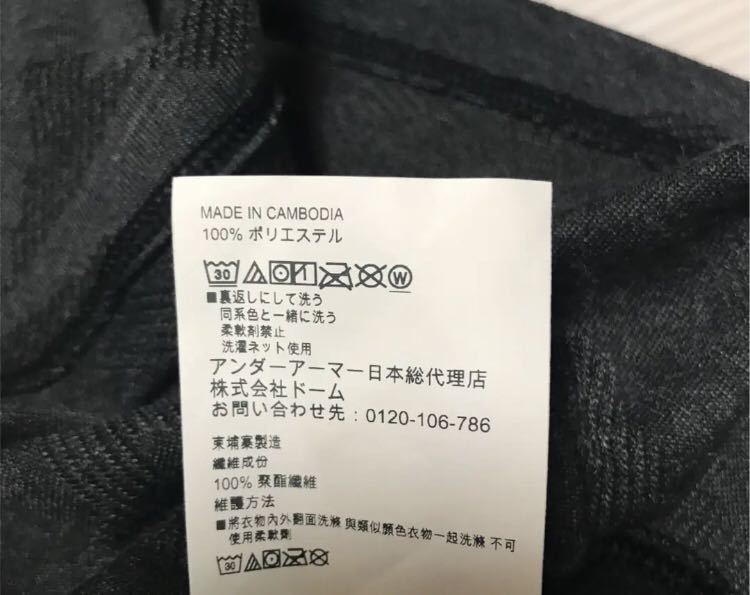 MADE IN CAMBODIA
100% ポリエステル
30 W
■裏返しにして洗う
同系色と一緒に洗う
柔軟剤禁止
洗濯ネット使用
アンダーアーマー日本総代理店
株式会社ドーム
お問い合わせ先：0120-106-786
柬埔寨製造
纖維成份
100% 聚酯纖維
維護方法
■將衣物內外翻面洗滌 與類似顏色衣物一起洗滌 不可
使用柔軟劑
30